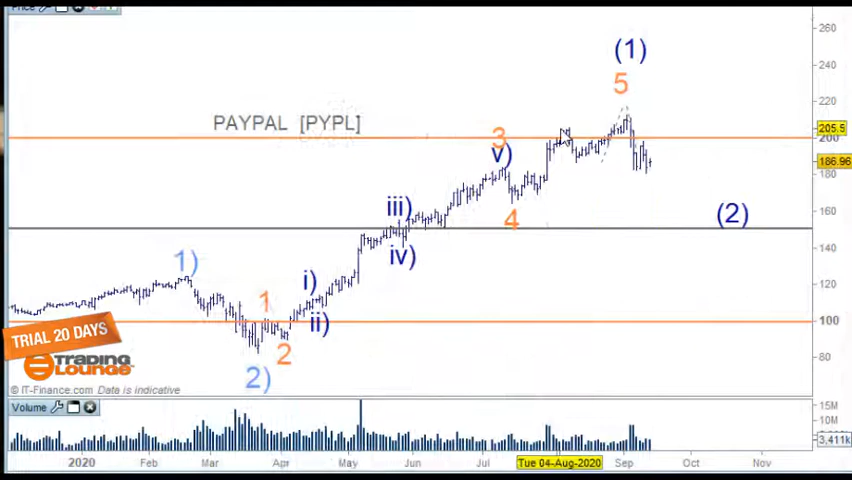 Price
260
(1)
240
5
220
PAYPAL [PYPL]
205.5
3
200
v)
186.96
180
iii)
4
(2)
160
1)
iv)
140
i)
120
1
ii)
100
TRIAL 20 DAYS
2
80
TRADING
LOUNGE
2)
© IT-Finance.com Data is indicative
Volume
15M
10M
3,411k
2020 Feb Mar Apr May Jun Jul Tue 04-Aug-2020 Sep Oct Nov